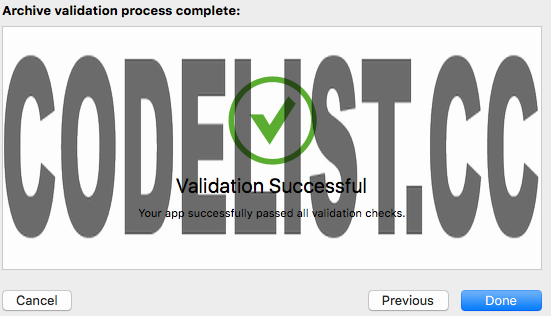 Archive validation process complete:
CODELIST.CC
Validation Successful
Your app successfully passed all validation checks.
Cancel
Previous
Done